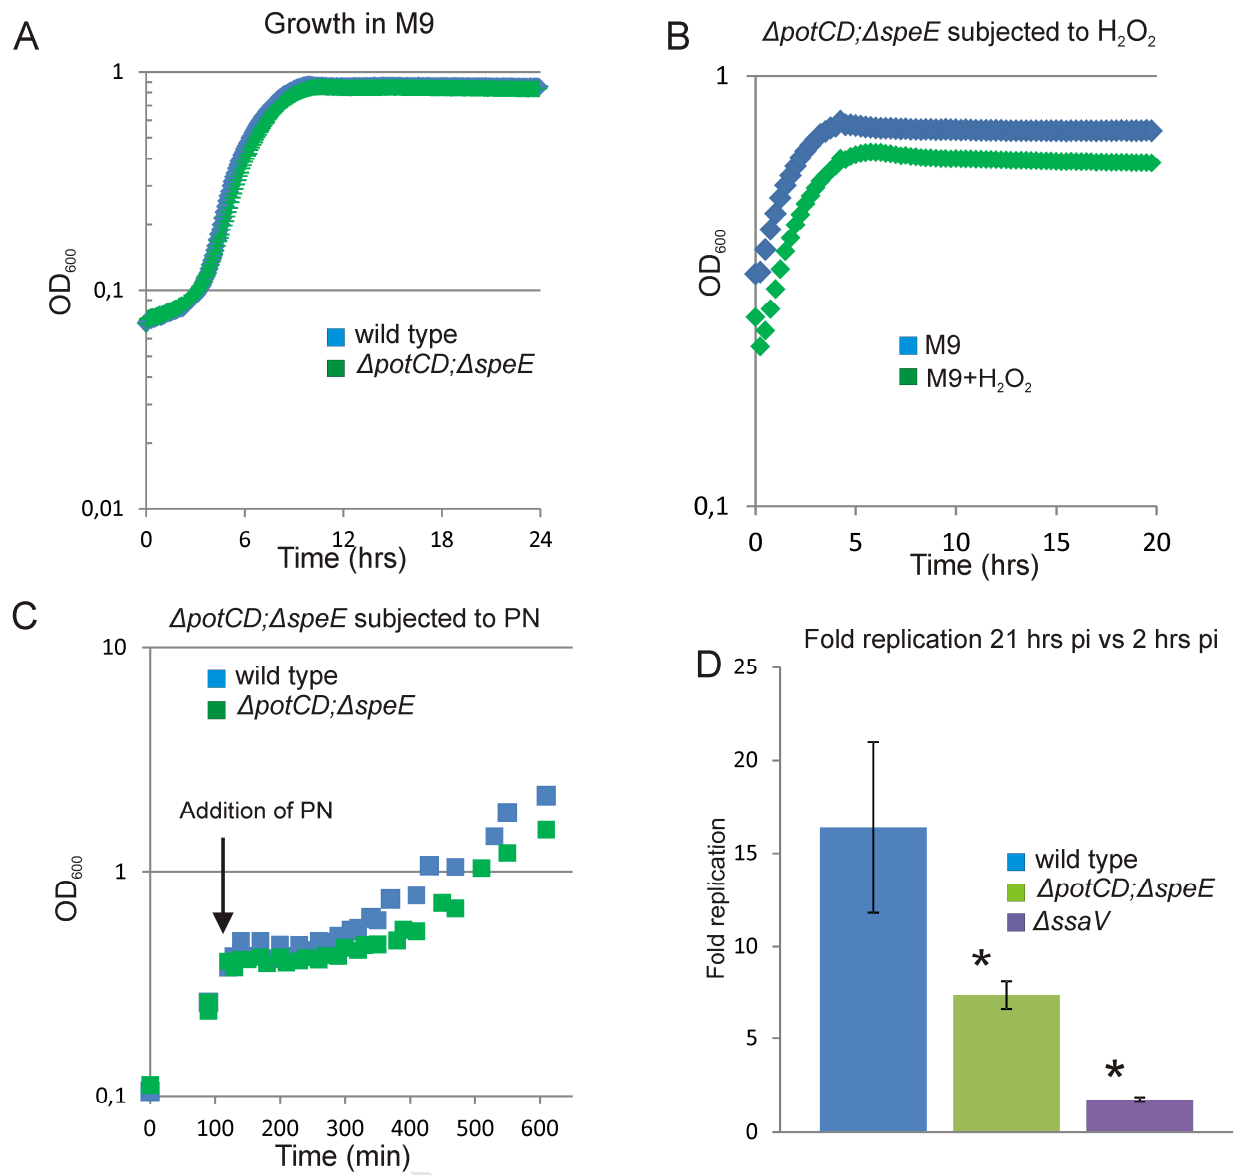 A
Growth in M9
1
0,1
0,01
OD600
wild type
ΔpotCD;ΔspeE
0 6 12 18 24
Time (hrs)
B
ΔpotCD;ΔspeE subjected to H2O2
1
0,1
OD600
M9
M9+H2O2
0 5 10 15 20
Time (hrs)
C
ΔpotCD;ΔspeE subjected to PN
10
1
0,1
OD600
wild type
ΔpotCD;ΔspeE
Addition of PN
0 100 200 300 400 500 600
Time (min)
D
Fold replication 21 hrs pi vs 2 hrs pi
25
20
15
10
5
0
Fold replication
wild type
ΔpotCD;ΔspeE
ΔssaV
*
*